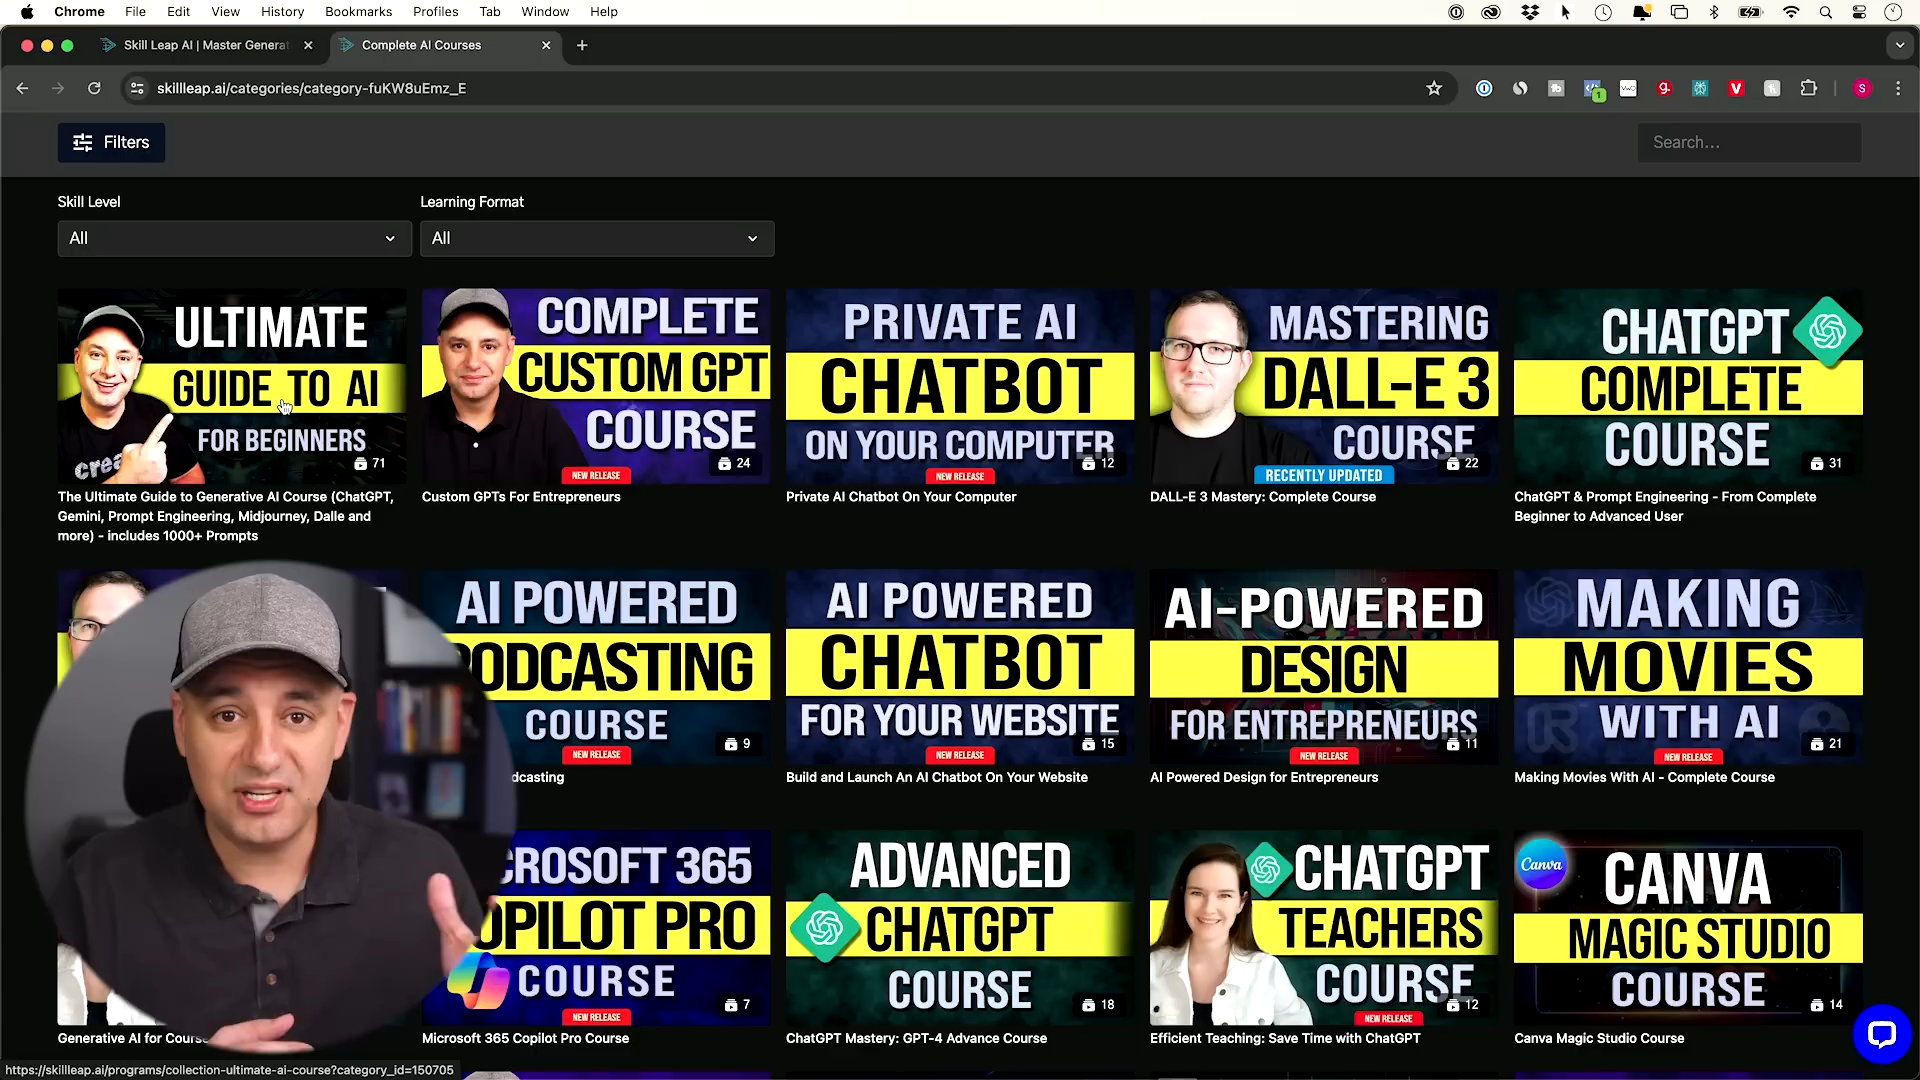 Chrome File Edit View History Bookmarks Profiles Tab Window Help
Skill Leap AI | Master Generat
Complete AI Courses
skillleap.ai/categories/category-fuKW8uEmz_E
Filters
Search...
Skill Level
Learning Format
All
All
ULTIMATE
GUIDE TO AI
FOR BEGINNERS
71
The Ultimate Guide to Generative AI Course (ChatGPT,
Gemini, Prompt Engineering, Midjourney, Dalle and
more) - includes 1000+ Prompts
COMPLETE
CUSTOM GPT
COURSE
NEW RELEASE
24
Custom GPTs For Entrepreneurs
PRIVATE AI
CHATBOT
ON YOUR COMPUTER
NEW RELEASE
12
Private AI Chatbot On Your Computer
MASTERING
DALL-E 3
COURSE
RECENTLY UPDATED
22
DALL-E 3 Mastery: Complete Course
CHATGPT
COMPLETE
COURSE
31
ChatGPT & Prompt Engineering - From Complete
Beginner to Advanced User
AI POWERED
PODCASTING
COURSE
NEW RELEASE
9
dcasting
AI POWERED
CHATBOT
FOR YOUR WEBSITE
NEW RELEASE
15
Build and Launch An AI Chatbot On Your Website
AI-POWERED
DESIGN
FOR ENTREPRENEURS
NEW RELEASE
11
AI Powered Design for Entrepreneurs
MAKING
MOVIES
WITH AI
NEW RELEASE
21
Making Movies With AI - Complete Course
Generative AI for Course
CROSOFT 365
OPILOT PRO
COURSE
NEW RELEASE
7
Microsoft 365 Copilot Pro Course
ADVANCED
CHATGPT
COURSE
18
ChatGPT Mastery: GPT-4 Advance Course
CHATGPT
TEACHERS
COURSE
NEW RELEASE
12
Efficient Teaching: Save Time with ChatGPT
Canva
CANVA
MAGIC STUDIO
COURSE
14
Canva Magic Studio Course
https://skillleap.ai/programs/collection-ultimate-ai-course?category_id=150705